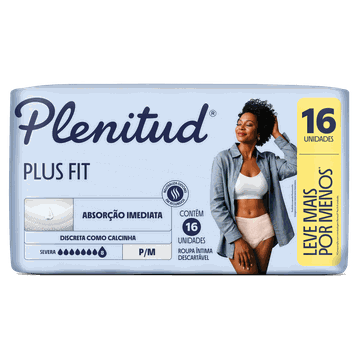 Plenitud®
PLUS FIT
ABSORÇÃO IMEDIATA
DISCRETA COMO CALCINHA
SEVERA 8
P/M
CONTÉM
16
UNIDADES
ROUPA ÍNTIMA
DESCARTÁVEL
16
UNIDADES
LEVE MAIS
POR MENOS*